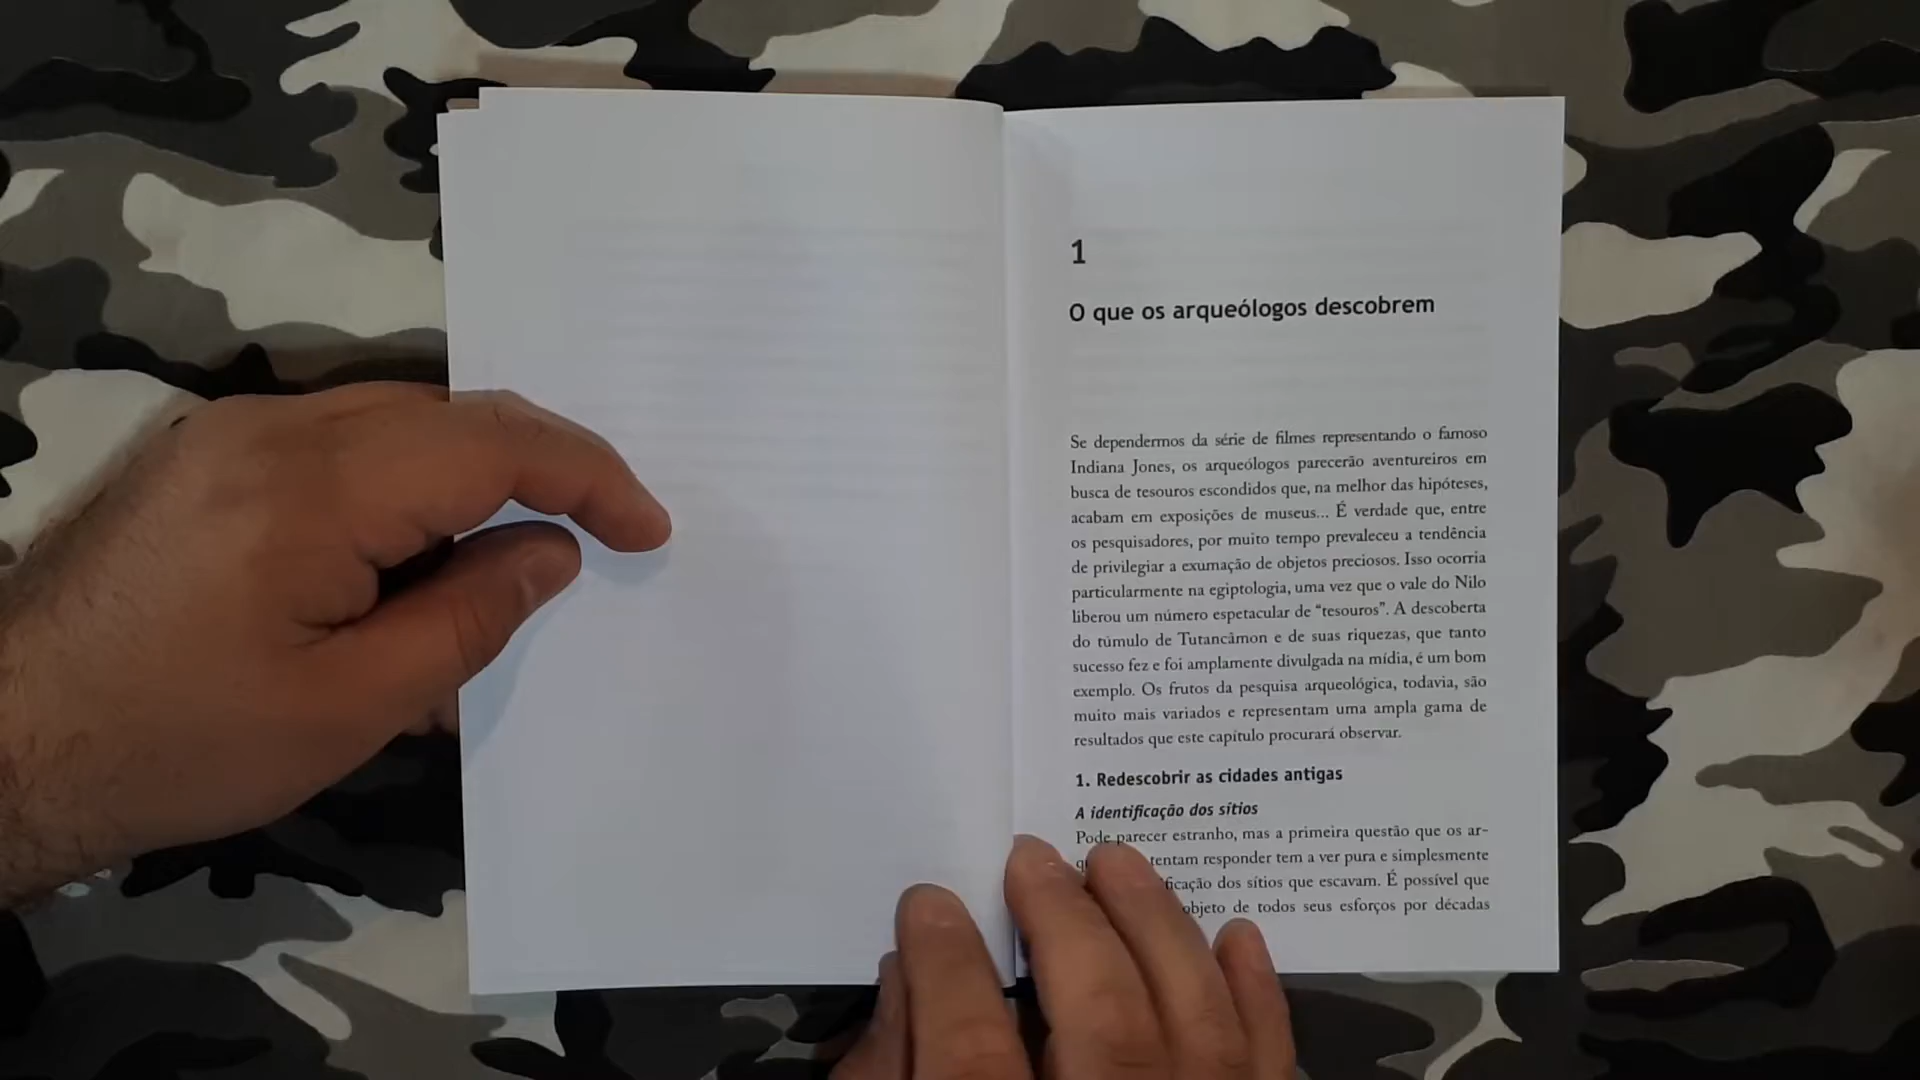 1
O que os arqueólogos descobrem
Se dependermos da série de filmes representando o famoso
Indiana Jones, os arqueólogos parecerão aventureiros em
busca de tesouros escondidos que, na melhor das hipóteses,
acabam em exposições de museus... É verdade que, entre
os pesquisadores, por muito tempo prevaleceu a tendência
de privilegiar a exumação de objetos preciosos. Isso ocorria
particularmente na egiptologia, uma vez que o vale do Nilo
liberou um número espetacular de “tesouros”. A descoberta
do túmulo de Tutancâmon e de suas riquezas, que tanto
sucesso fez e foi amplamente divulgada na mídia, é um bom
exemplo. Os frutos da pesquisa arqueológica, todavia, são
muito mais variados e representam uma ampla gama de
resultados que este capítulo procurará observar.
1. Redescobrir as cidades antigas
A identificação dos sítios
Pode parecer estranho, mas a primeira questão que os ar-
tentam responder tem a ver pura e simplesmente
dos sítios que escavam. É possível que
objeto de todos seus esforços por décadas